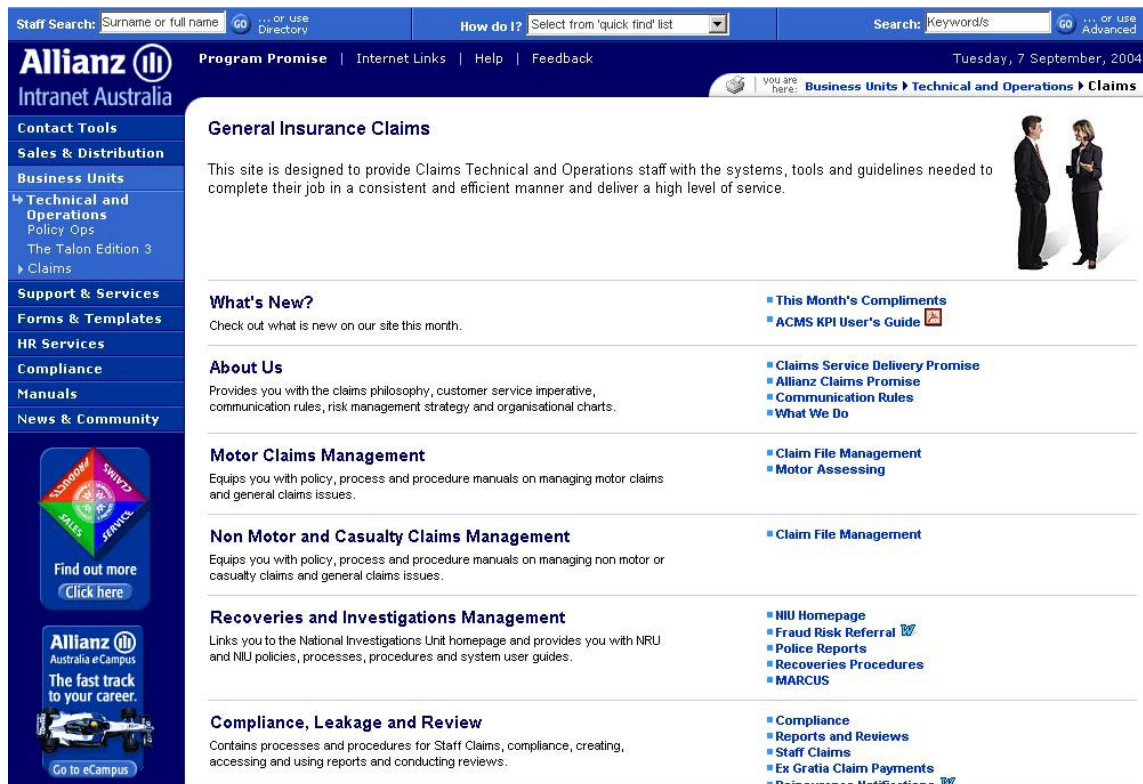 Staff Search: Surname or full name GO ... or use Directory
How do I? Select from 'quick find' list
Search: Keyword/s GO ... or use Advanced
Allianz
Intranet Australia
Program Promise | Internet Links | Help | Feedback
Tuesday, 7 September, 2004
you are here: Business Units Technical and Operations Claims
Contact Tools
Sales & Distribution
Business Units
Technical and
Operations
Policy Ops
The Talon Edition 3
Claims
Support & Services
Forms & Templates
HR Services
Compliance
Manuals
News & Community
PRODUCTS
CLAIMS
SALES
SERVICE
Find out more
Click here
Allianz
Australia eCampus
The fast track
to your career.
Go to eCampus
General Insurance Claims
This site is designed to provide Claims Technical and Operations staff with the systems, tools and guidelines needed to
complete their job in a consistent and efficient manner and deliver a high level of service.
What's New?
Check out what is new on our site this month.
This Month's Compliments
ACMS KPI User's Guide
About Us
Provides you with the claims philosophy, customer service imperative,
communication rules, risk management strategy and organisational charts.
Claims Service Delivery Promise
Allianz Claims Promise
Communication Rules
What We Do
Motor Claims Management
Equips you with policy, process and procedure manuals on managing motor claims
and general claims issues.
Claim File Management
Motor Assessing
Non Motor and Casualty Claims Management
Equips you with policy, process and procedure manuals on managing non motor or
casualty claims and general claims issues.
Claim File Management
Recoveries and Investigations Management
Links you to the National Investigations Unit homepage and provides you with NRU
and NIU policies, processes, procedures and system user guides.
NIU Homepage
Fraud Risk Referral
Police Reports
Recoveries Procedures
MARCUS
Compliance, Leakage and Review
Contains processes and procedures for Staff Claims, compliance, creating,
accessing and using reports and conducting reviews.
Compliance
Reports and Reviews
Staff Claims
Ex Gratia Claim Payments
Reinsurance Notifications